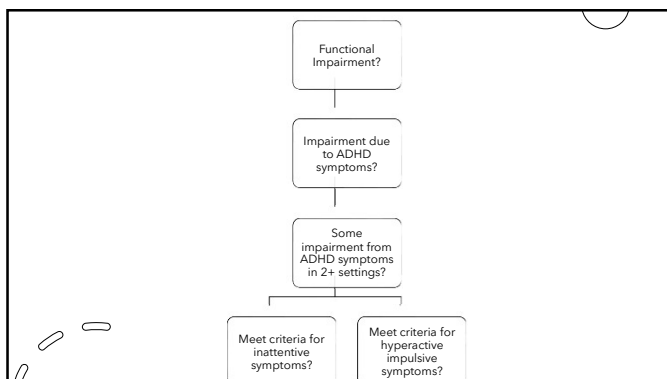 Functional
Impairment?
Impairment due
to ADHD
symptoms?
Some
impairment from
ADHD symptoms
in 2+ settings?
Meet criteria for
inattentive
symptoms?
Meet criteria for
hyperactive
impulsive
symptoms?